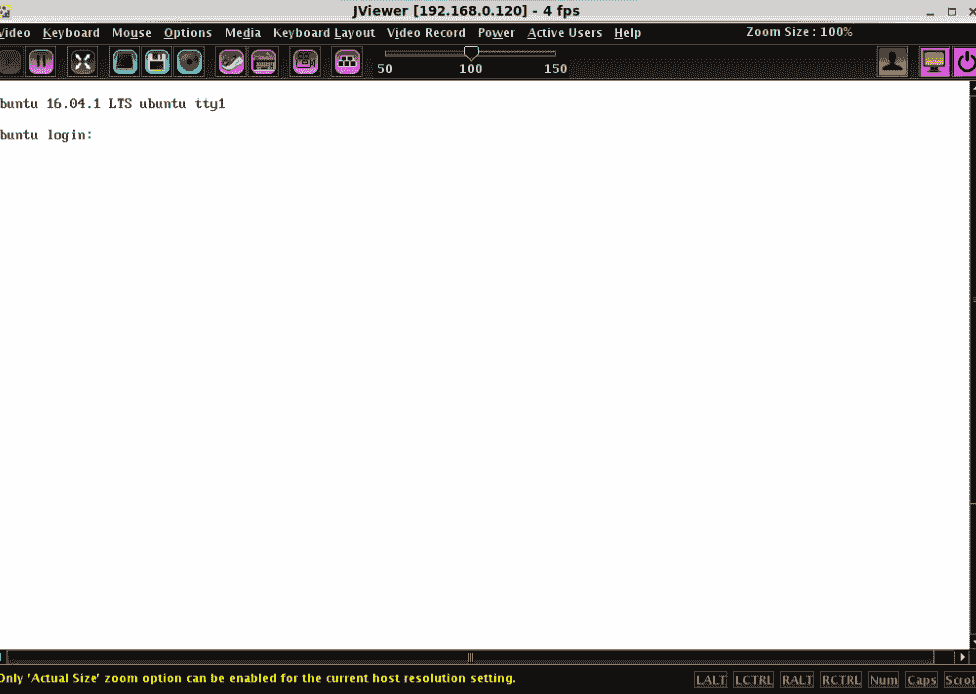 JViewer [192.168.0.120] - 4 fps
Video Keyboard Mouse Options Media Keyboard Layout Video Record Power Active Users Help Zoom Size : 100%
50 100 150
buntu 16.04.1 LTS ubuntu tty1
buntu login:
Only 'Actual Size' zoom option can be enabled for the current host resolution setting. LALT LCTRL RALT RCTRL Num Caps Scrol